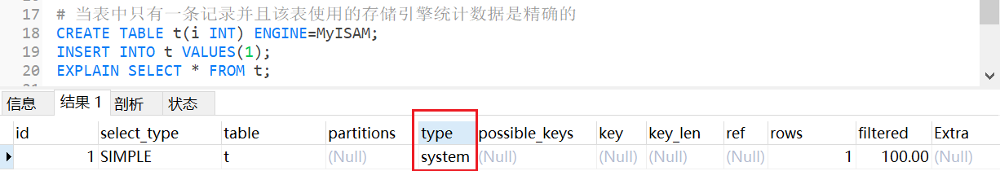 17 # 当表中只有一条记录并且该表使用的存储引擎统计数据是精确的
18 CREATE TABLE t(i INT) ENGINE=MyISAM;
19 INSERT INTO t VALUES(1);
20 EXPLAIN SELECT * FROM t;
信息 结果 1 剖析 状态
id select_type table partitions type possible_keys key key_len ref rows filtered Extra
1 SIMPLE t (Null) system (Null) (Null) (Null) (Null) 1 100.00 (Null)